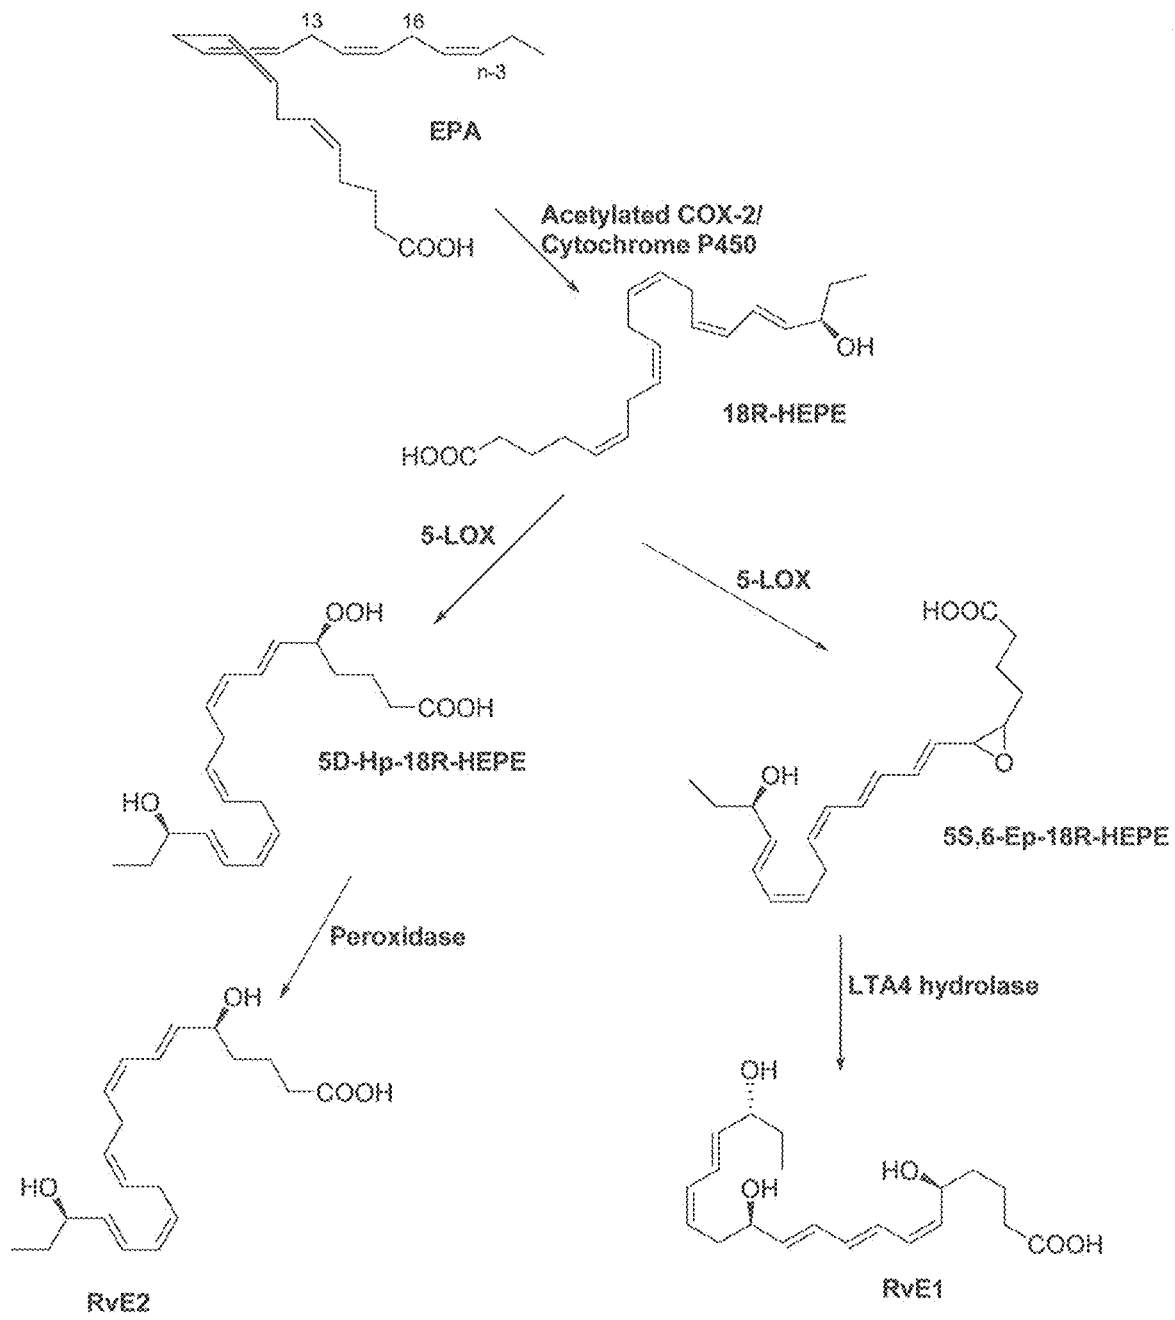 13
16
n-3
EPA
COOH
Acetylated COX-2/
Cytochrome P450
OH
18R-HEPE
HOOC
5-LOX
5-LOX
OOH
COOH
5D-Hp-18R-HEPE
HO
HOOC
O
OH
5S,6-Ep-18R-HEPE
Peroxidase
LTA4 hydrolase
OH
COOH
HO
RvE2
OH
OH
HO
COOH
RvE1